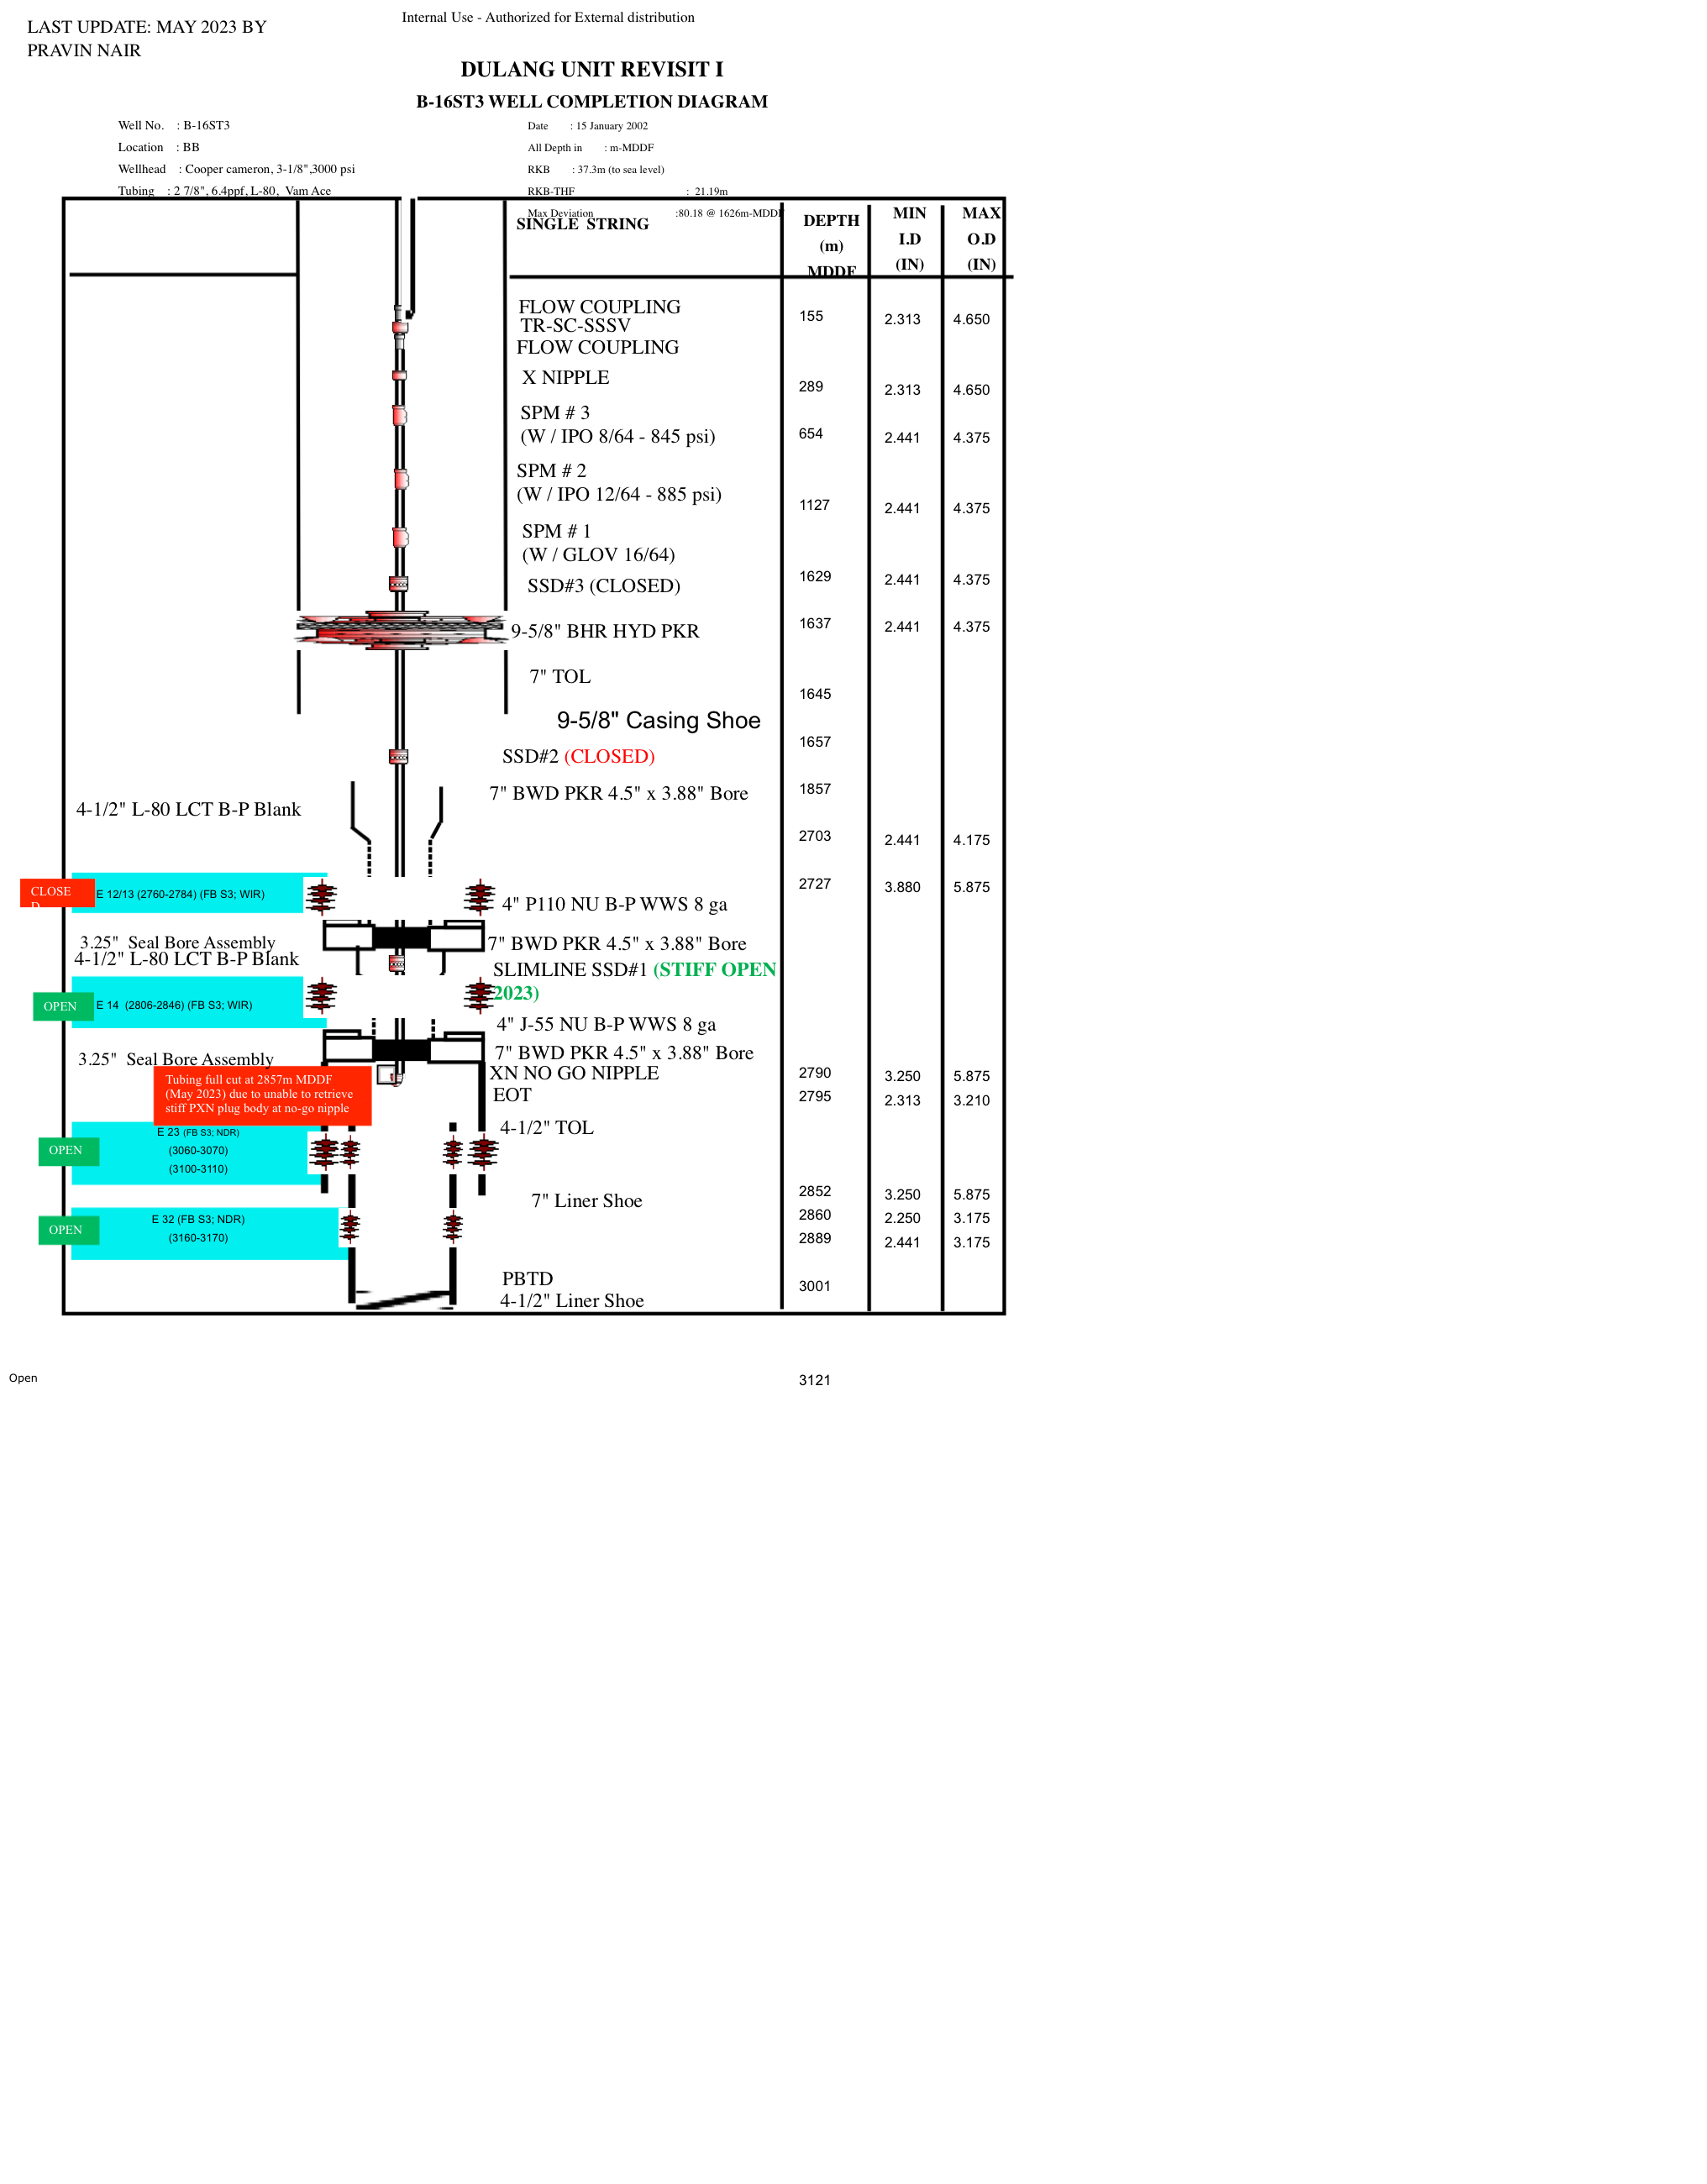 Internal Use - Authorized for External distribution
LAST UPDATE: MAY 2023 BY
PRAVIN NAIR
DULANG UNIT REVISIT I
B-16ST3 WELL COMPLETION DIAGRAM
Well No. : B-16ST3
Location : BB
Wellhead : Cooper cameron, 3-1/8",3000 psi
Tubing : 2 7/8", 6.4ppf, L-80, Vam Ace
Date : 15 January 2002
All Depth in : m-MDDF
RKB : 37.3m (to sea level)
RKB-THF : 21.19m
Max Deviation :80.18 @ 1626m-MDDF
SINGLE STRING
DEPTH
(m)
MDDF
MIN
I.D
(IN)
MAX
O.D
(IN)
FLOW COUPLING
TR-SC-SSSV
FLOW COUPLING
155 2.313 4.650
X NIPPLE
289 2.313 4.650
SPM # 3
(W / IPO 8/64 - 845 psi)
654 2.441 4.375
SPM # 2
(W / IPO 12/64 - 885 psi)
1127 2.441 4.375
SPM # 1
(W / GLOV 16/64)
SSD#3 (CLOSED)
1629 2.441 4.375
9-5/8" BHR HYD PKR
1637 2.441 4.375
7" TOL
1645
9-5/8" Casing Shoe
1657
SSD#2 (CLOSED)
7" BWD PKR 4.5" x 3.88" Bore
1857
4-1/2" L-80 LCT B-P Blank
2703 2.441 4.175
2727 3.880 5.875
CLOSE
D
E 12/13 (2760-2784) (FB S3; WIR)
4" P110 NU B-P WWS 8 ga
3.25" Seal Bore Assembly
4-1/2" L-80 LCT B-P Blank
7" BWD PKR 4.5" x 3.88" Bore
SLIMLINE SSD#1 (STIFF OPEN
2023)
OPEN
E 14 (2806-2846) (FB S3; WIR)
4" J-55 NU B-P WWS 8 ga
3.25" Seal Bore Assembly
7" BWD PKR 4.5" x 3.88" Bore
XN NO GO NIPPLE
2790 3.250 5.875
EOT
2795 2.313 3.210
Tubing full cut at 2857m MDDF
(May 2023) due to unable to retrieve
stiff PXN plug body at no-go nipple
4-1/2" TOL
OPEN
E 23 (FB S3; NDR)
(3060-3070)
(3100-3110)
7" Liner Shoe
2852 3.250 5.875
2860 2.250 3.175
2889 2.441 3.175
OPEN
E 32 (FB S3; NDR)
(3160-3170)
PBTD
3001
4-1/2" Liner Shoe
Open
3121